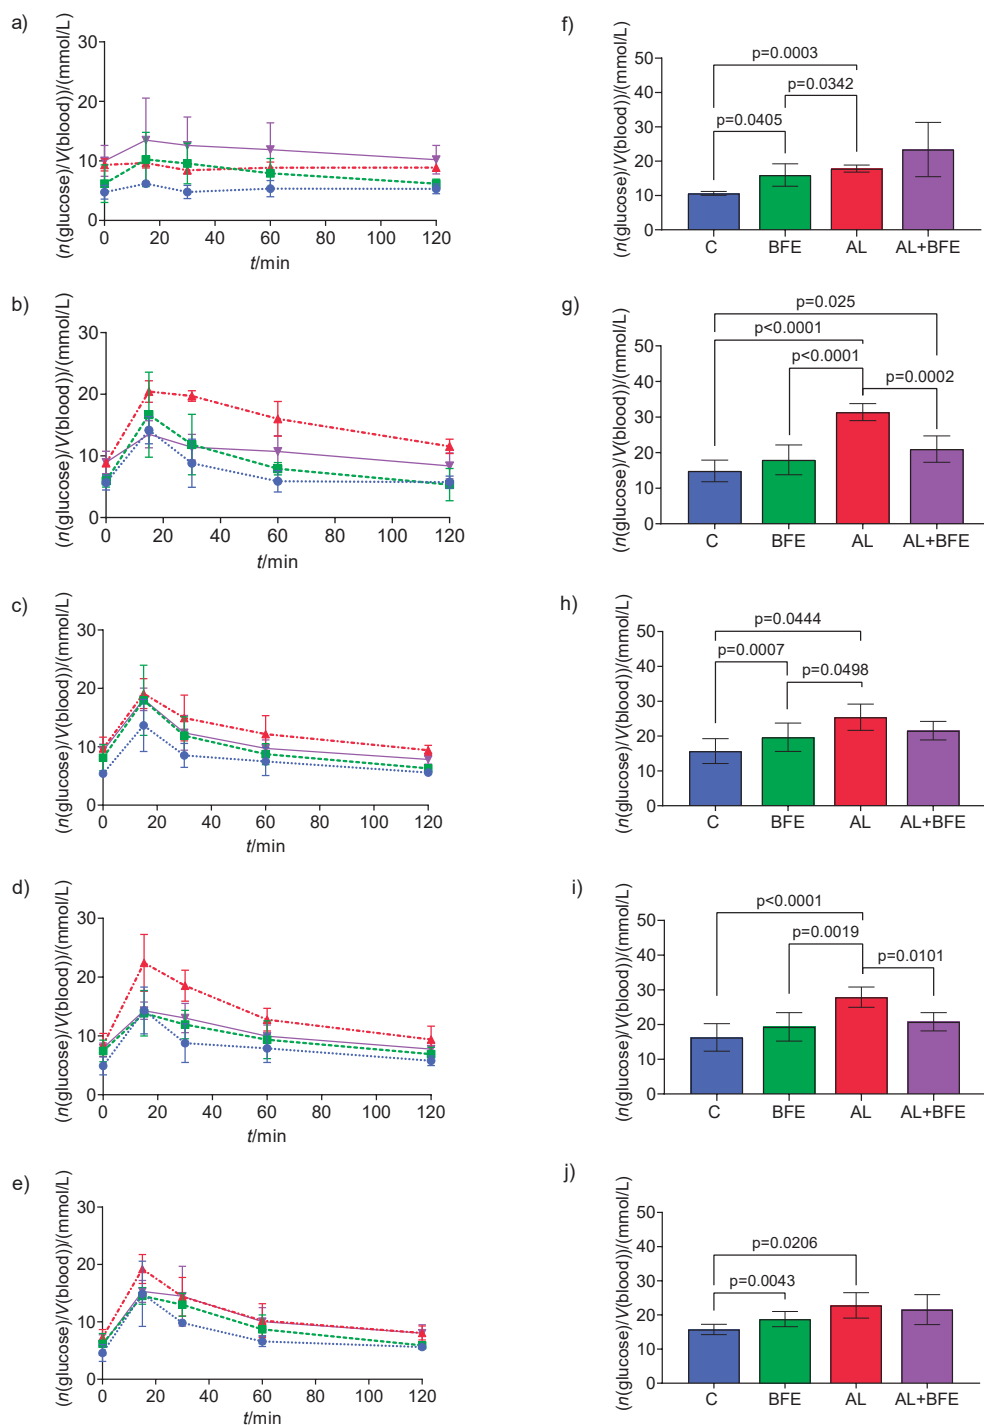 a)
(n(glucose)/V(blood))/(mmol/L)
30
20
10
0
0 20 40 60 80 100 120
t/min
f)
(n(glucose)/V(blood))/(mmol/L)
50
40
30
20
10
0
p=0.0003
p=0.0342
p=0.0405
C BFE AL AL+BFE
b)
(n(glucose)/V(blood))/(mmol/L)
30
20
10
0
0 20 40 60 80 100 120
t/min
g)
(n(glucose)/V(blood))/(mmol/L)
50
40
30
20
10
0
p=0.025
p<0.0001
p<0.0001
p=0.0002
C BFE AL AL+BFE
c)
(n(glucose)/V(blood))/(mmol/L)
30
20
10
0
0 20 40 60 80 100 120
t/min
h)
(n(glucose)/V(blood))/(mmol/L)
50
40
30
20
10
0
p=0.0444
p=0.0007
p=0.0498
C BFE AL AL+BFE
d)
(n(glucose)/V(blood))/(mmol/L)
30
20
10
0
0 20 40 60 80 100 120
t/min
i)
(n(glucose)/V(blood))/(mmol/L)
50
40
30
20
10
0
p<0.0001
p=0.0019
p=0.0101
C BFE AL AL+BFE
e)
(n(glucose)/V(blood))/(mmol/L)
30
20
10
0
0 20 40 60 80 100 120
t/min
j)
(n(glucose)/V(blood))/(mmol/L)
50
40
30
20
10
0
p=0.0206
p=0.0043
C BFE AL AL+BFE